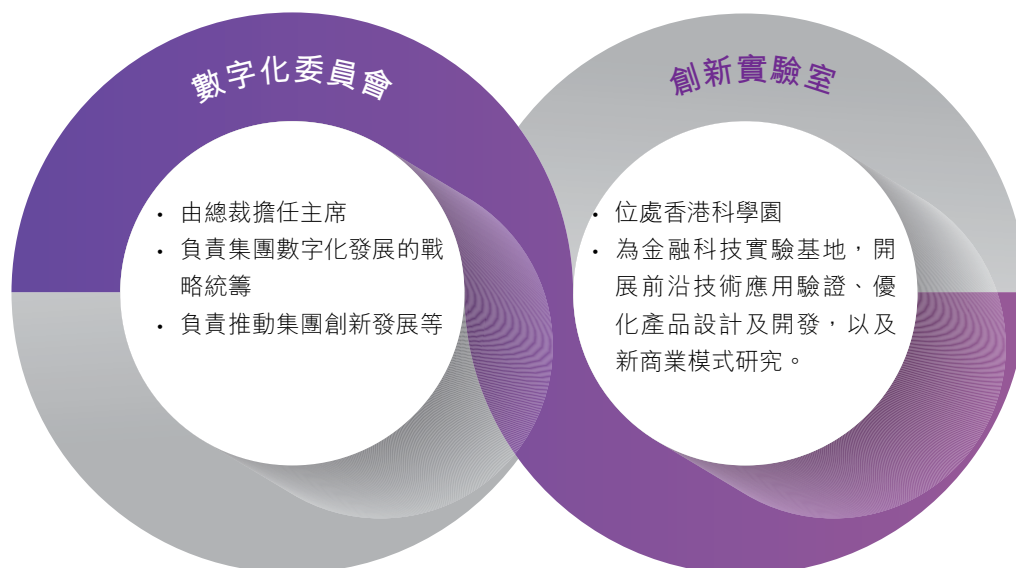 數字化委員會
• 由總裁擔任主席
• 負責集團數字化發展的戰
略統籌
• 負責推動集團創新發展等
創新實驗室
• 位處香港科學園
• 為金融科技實驗基地，開
展前沿技術應用驗證、優
化產品設計及開發，以及
新商業模式研究。